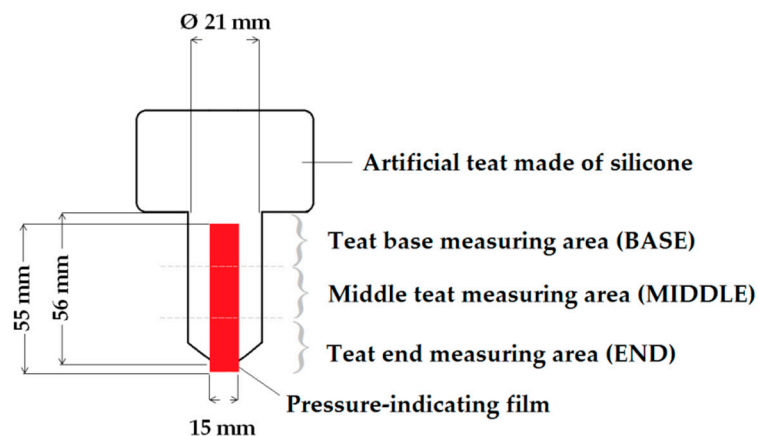 Ø 21 mm
Artificial teat made of silicone
Teat base measuring area (BASE)
Middle teat measuring area (MIDDLE)
Teat end measuring area (END)
55 mm
56 mm
Pressure-indicating film
15 mm